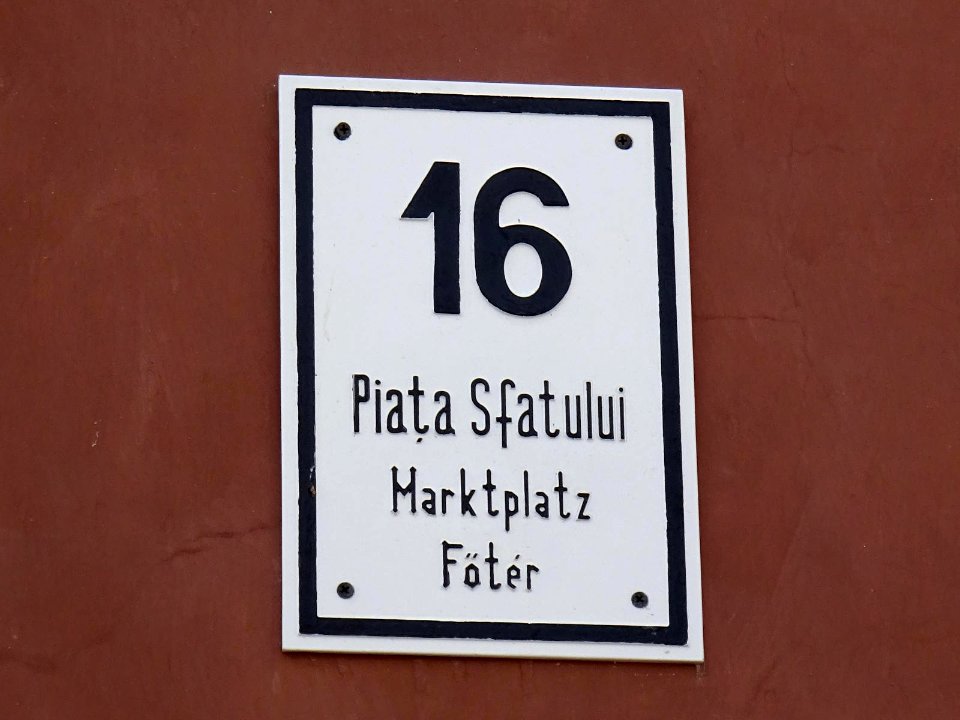 16
Piața Sfatului
Marktplatz
Főtér